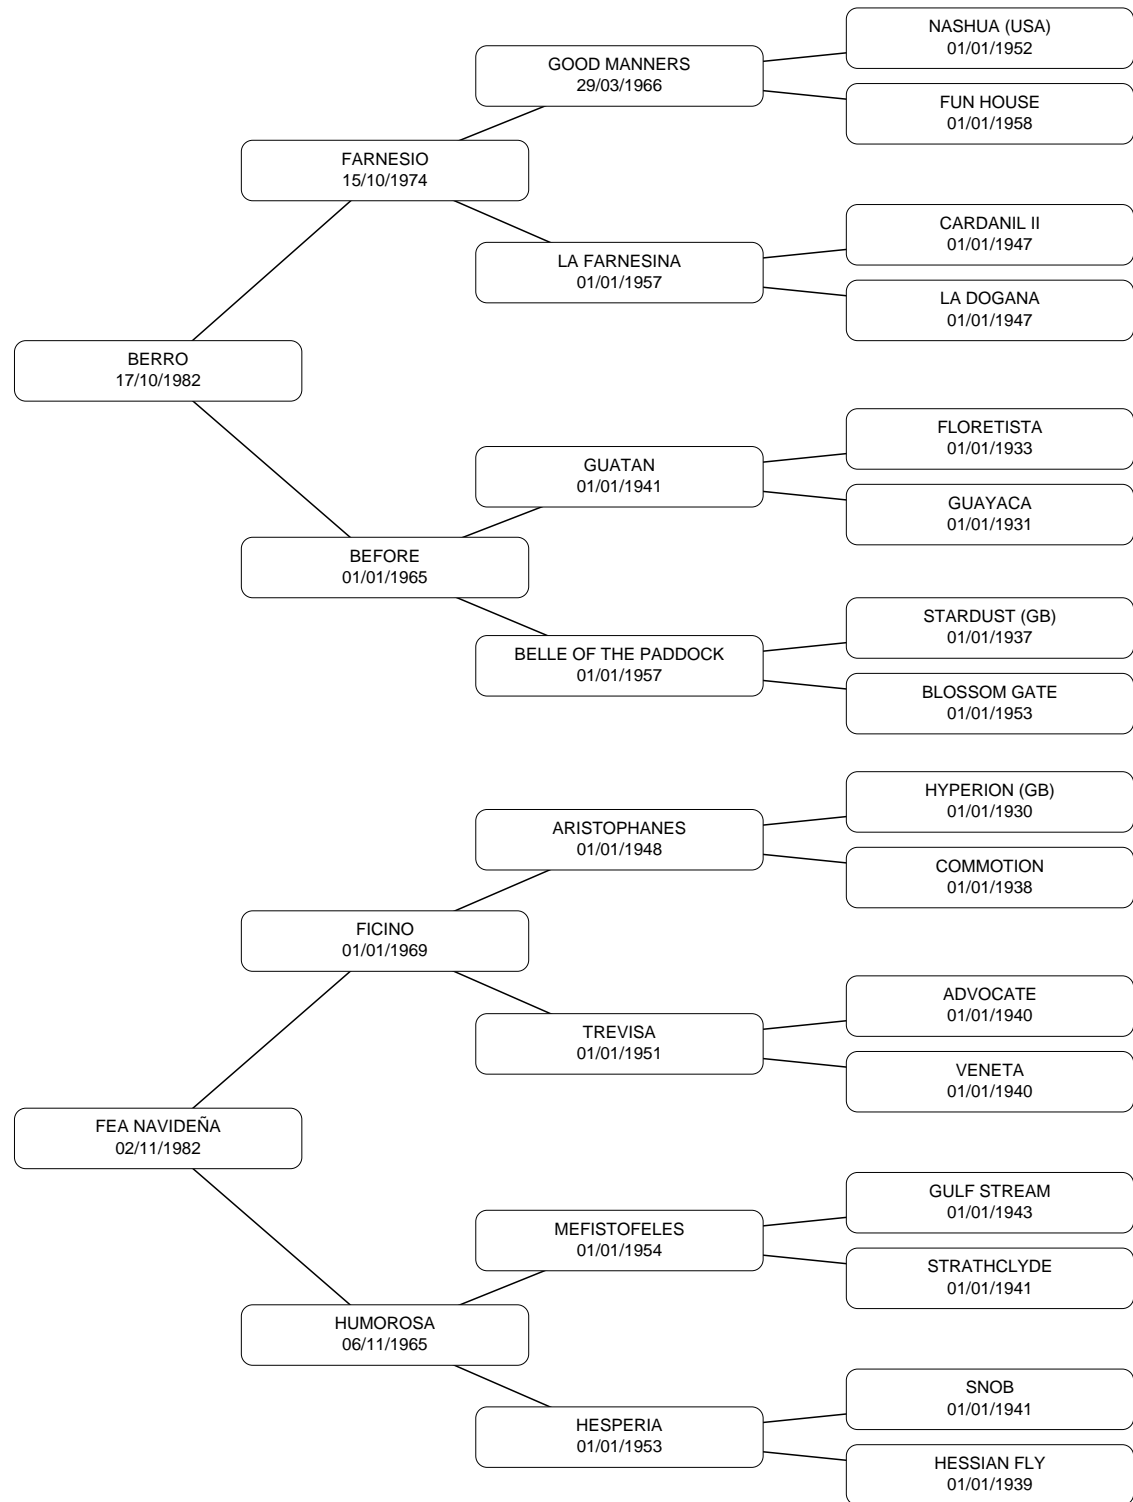 NASHUA (USA)
01/01/1952
GOOD MANNERS
29/03/1966
FUN HOUSE
01/01/1958
FARNESIO
15/10/1974
CARDANIL II
01/01/1947
LA FARNESINA
01/01/1957
LA DOGANA
01/01/1947
BERRO
17/10/1982
FLORETISTA
01/01/1933
GUATAN
01/01/1941
GUAYACA
01/01/1931
BEFORE
01/01/1965
STARDUST (GB)
01/01/1937
BELLE OF THE PADDOCK
01/01/1957
BLOSSOM GATE
01/01/1953
HYPERION (GB)
01/01/1930
ARISTOPHANES
01/01/1948
COMMOTION
01/01/1938
FICINO
01/01/1969
ADVOCATE
01/01/1940
TREVISA
01/01/1951
VENETA
01/01/1940
FEA NAVIDEÑA
02/11/1982
GULF STREAM
01/01/1943
MEFISTOFELES
01/01/1954
STRATHCLYDE
01/01/1941
HUMOROSA
06/11/1965
SNOB
01/01/1941
HESPERIA
01/01/1953
HESSIAN FLY
01/01/1939